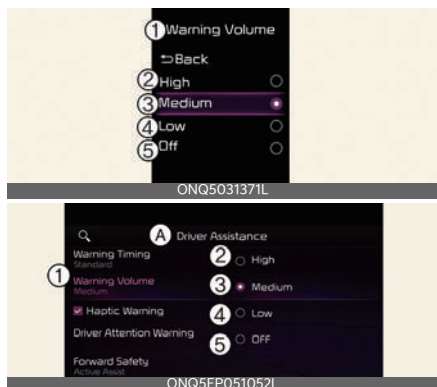 ① Warning Volume
⮌Back
② High
③ Medium
④ Low
⑤ Off
ONQ5031371L
Ⓐ Driver Assistance
Warning Timing
Standard
① Warning Volume
Medium
Haptic Warning
Driver Attention Warning
Forward Safety
Active Assist
② High
③ Medium
④ Low
⑤ OFF
ONQ5EP051052L